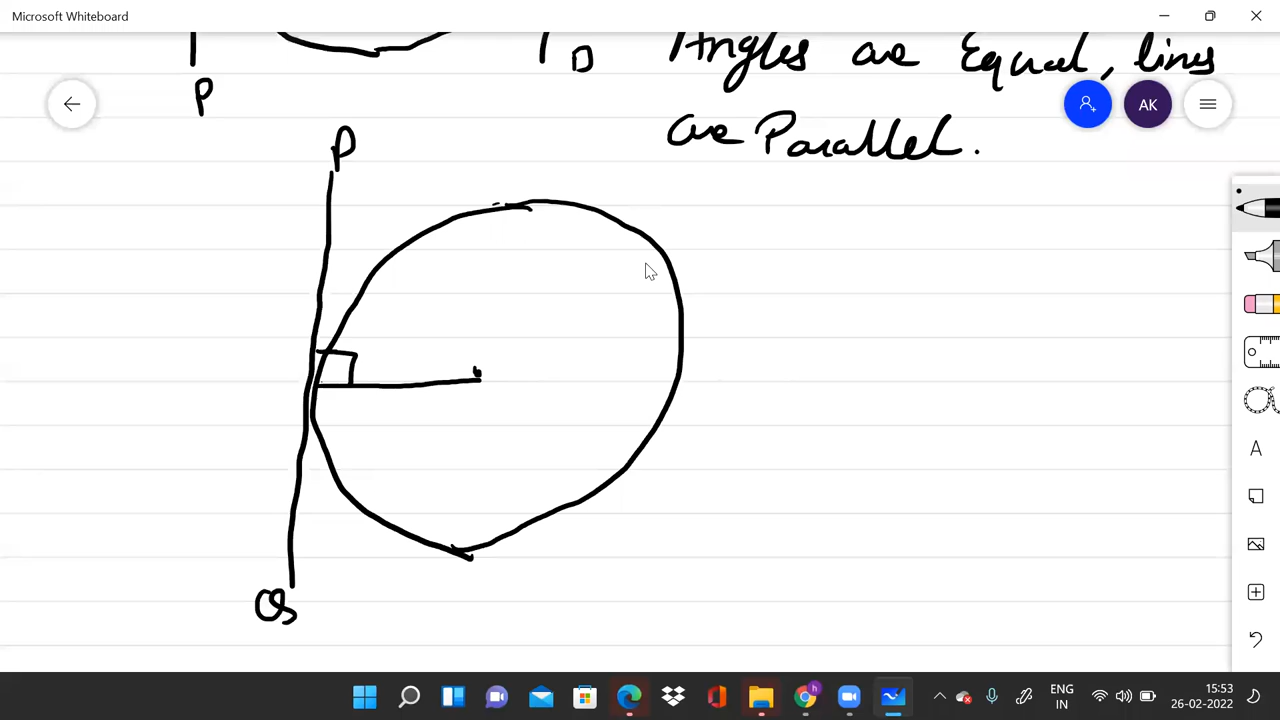 Microsoft Whiteboard
Angles are Equal, lines
D
P
AK
are Parallel.
P
A
Q
ENG
IN
15:53
26-02-2022